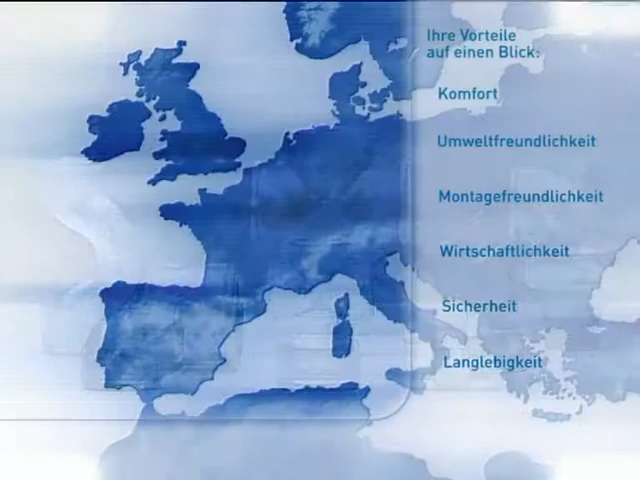 Ihre Vorteile
auf einen Blick:
Komfort
Umweltfreundlichkeit
Montagefreundlichkeit
Wirtschaftlichkeit
Sicherheit
Langlebigkeit